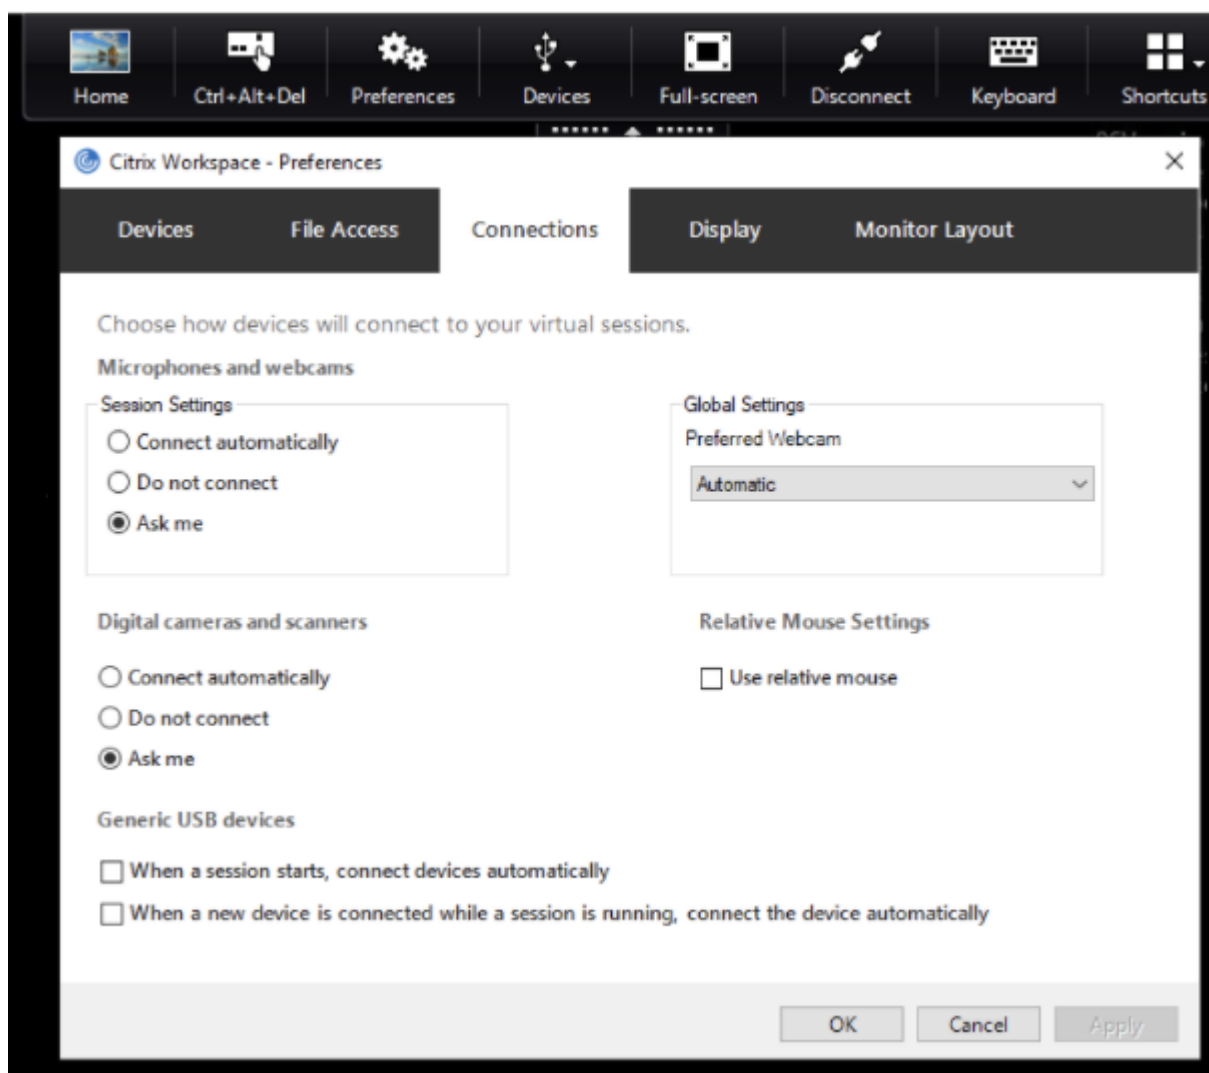 Home Ctrl+Alt+Del Preferences Devices Full-screen Disconnect Keyboard Shortcuts
Citrix Workspace - Preferences
Devices File Access Connections Display Monitor Layout
Choose how devices will connect to your virtual sessions.
Microphones and webcams
Session Settings
Connect automatically
Do not connect
Ask me
Global Settings
Preferred Webcam
Automatic
Digital cameras and scanners
Connect automatically
Do not connect
Ask me
Relative Mouse Settings
Use relative mouse
Generic USB devices
When a session starts, connect devices automatically
When a new device is connected while a session is running, connect the device automatically
OK Cancel Apply